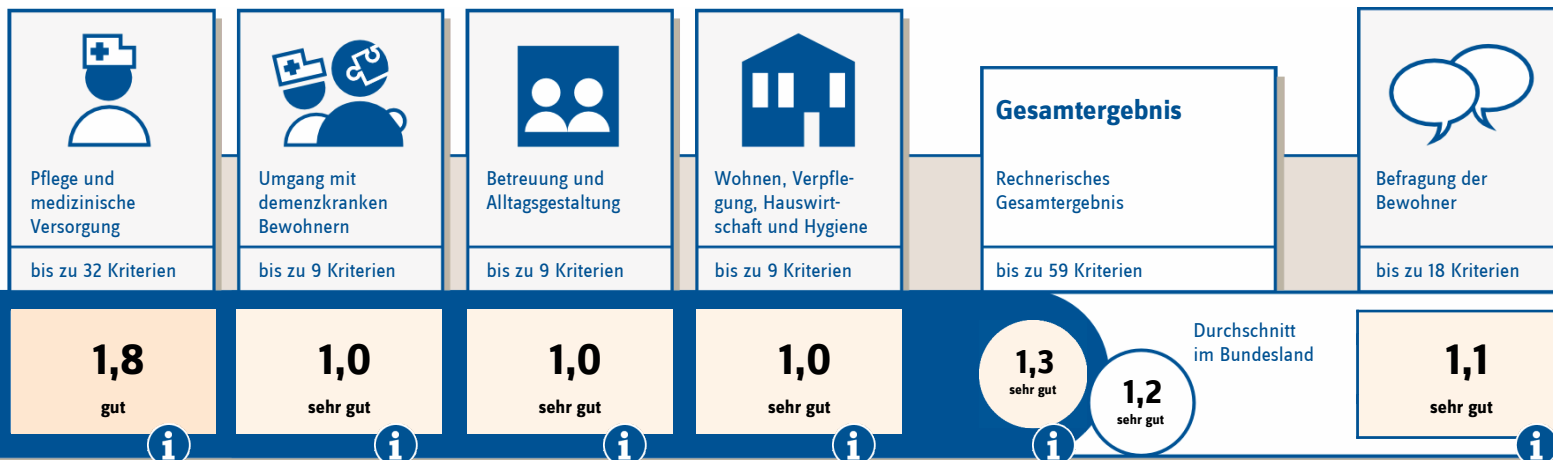 Pflege und
medizinische
Versorgung
bis zu 32 Kriterien
1,8
gut
Umgang mit
demenzkranken
Bewohnern
bis zu 9 Kriterien
1,0
sehr gut
Betreuung und
Alltagsgestaltung
bis zu 9 Kriterien
1,0
sehr gut
Wohnen, Verpfle-
gung, Hauswirt-
schaft und Hygiene
bis zu 9 Kriterien
1,0
sehr gut
Gesamtergebnis
Rechnerisches
Gesamtergebnis
bis zu 59 Kriterien
1,3
sehr gut
1,2
sehr gut
Durchschnitt
im Bundesland
Befragung der
Bewohner
bis zu 18 Kriterien
1,1
sehr gut